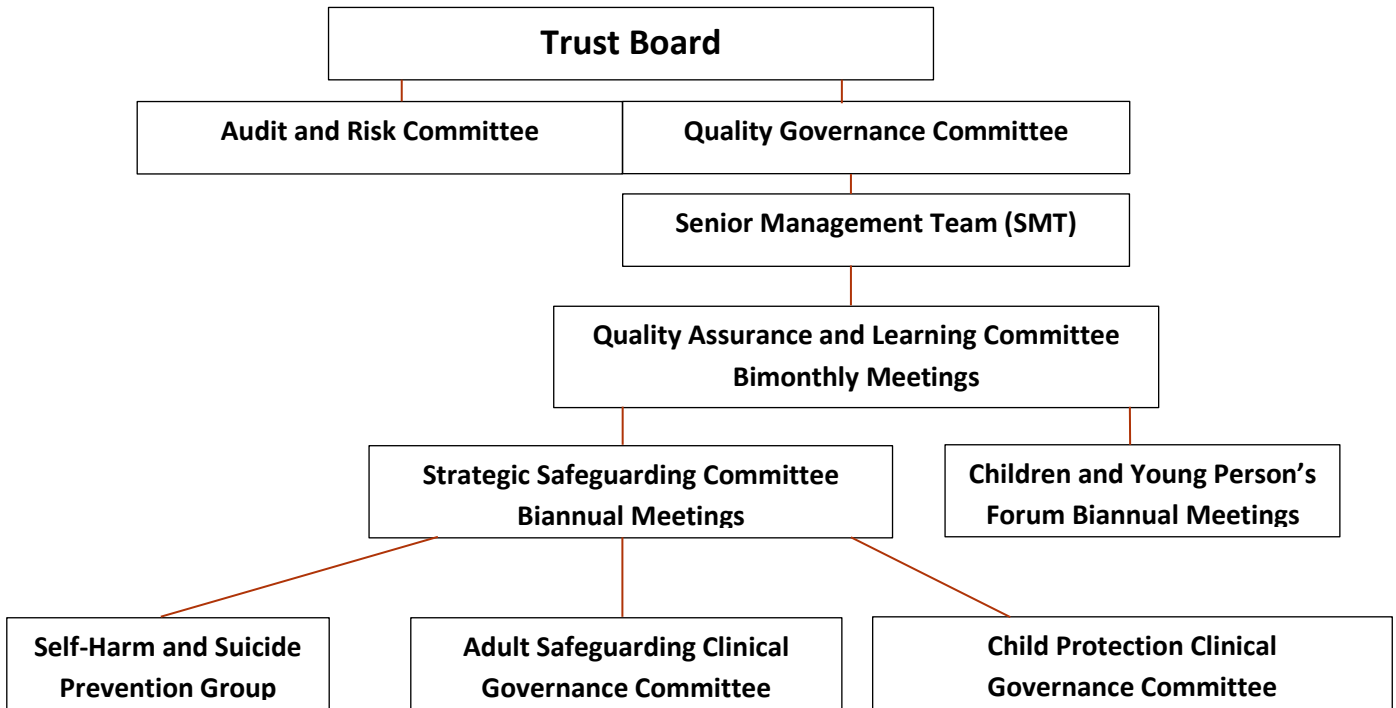 Trust Board
Audit and Risk Committee
Quality Governance Committee
Senior Management Team (SMT)
Quality Assurance and Learning Committee
Bimonthly Meetings
Strategic Safeguarding Committee
Biannual Meetings
Children and Young Person’s
Forum Biannual Meetings
Self-Harm and Suicide
Prevention Group
Adult Safeguarding Clinical
Governance Committee
Child Protection Clinical
Governance Committee